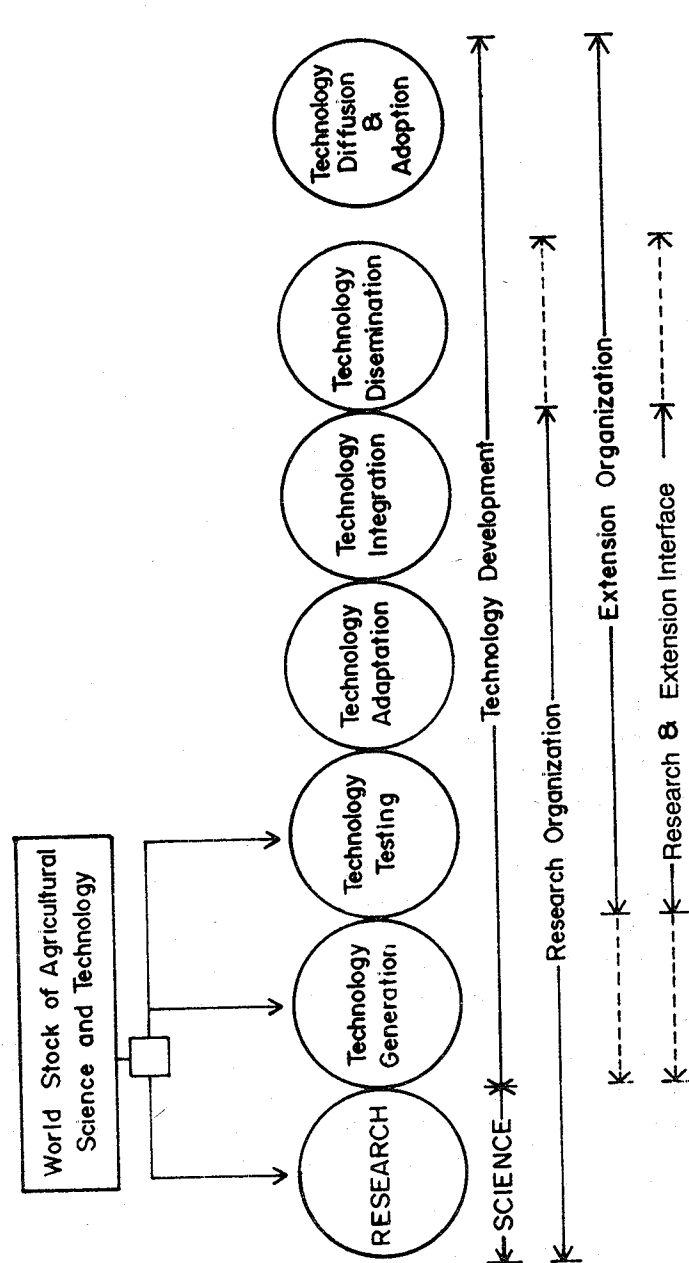 World Stock of Agricultural
Science and Technology
RESEARCH
Technology
Generation
Technology
Testing
Technology
Adaptation
Technology
Integration
Technology
Disemination
Technology
Diffusion
&
Adoption
SCIENCE
Technology Development
Research Organization
Extension Organization
Research & Extension Interface